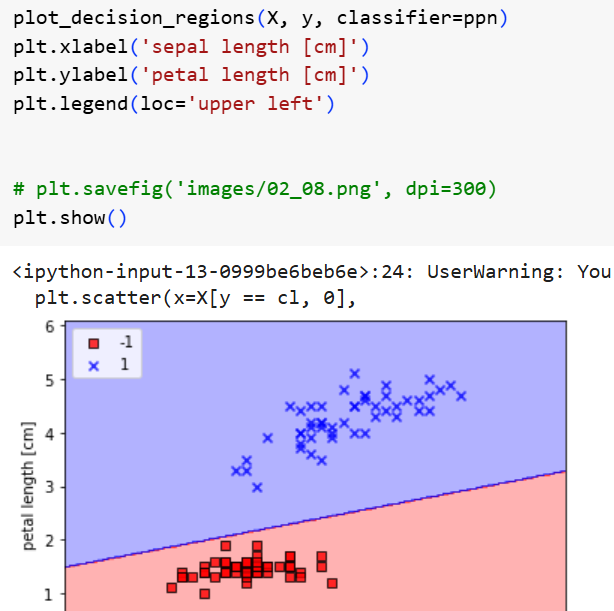 plot_decision_regions(X, y, classifier=ppn)
plt.xlabel('sepal length [cm]')
plt.ylabel('petal length [cm]')
plt.legend(loc='upper left')
# plt.savefig('images/02_08.png', dpi=300)
plt.show()
<ipython-input-13-0999be6beb6e>:24: UserWarning: You
plt.scatter(x=X[y == cl, 0],
-1
1
6
5
4
3
2
1
petal length [cm]